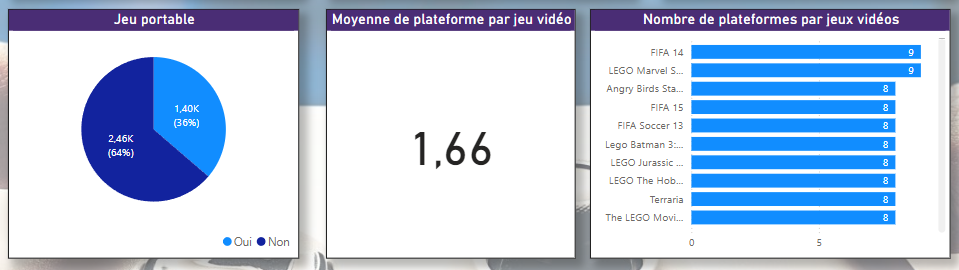 Jeu portable
1,40K
(36%)
2,46K
(64%)
Oui
Non
Moyenne de plateforme par jeu vidéo
1,66
Nombre de plateformes par jeux vidéos
FIFA 14
9
LEGO Marvel S...
9
Angry Birds Sta...
8
FIFA 15
8
FIFA Soccer 13
8
Lego Batman 3:...
8
LEGO Jurassic ...
8
LEGO The Hob...
8
Terraria
8
The LEGO Movi...
8
0
5